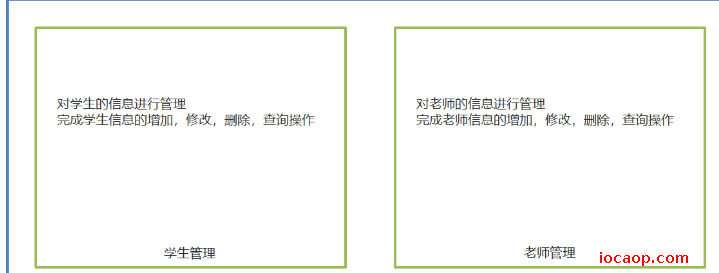 对学生的信息进行管理
完成学生信息的增加，修改，删除，查询操作
学生管理
对老师的信息进行管理
完成老师信息的增加，修改，删除，查询操作
老师管理
iocaop.com